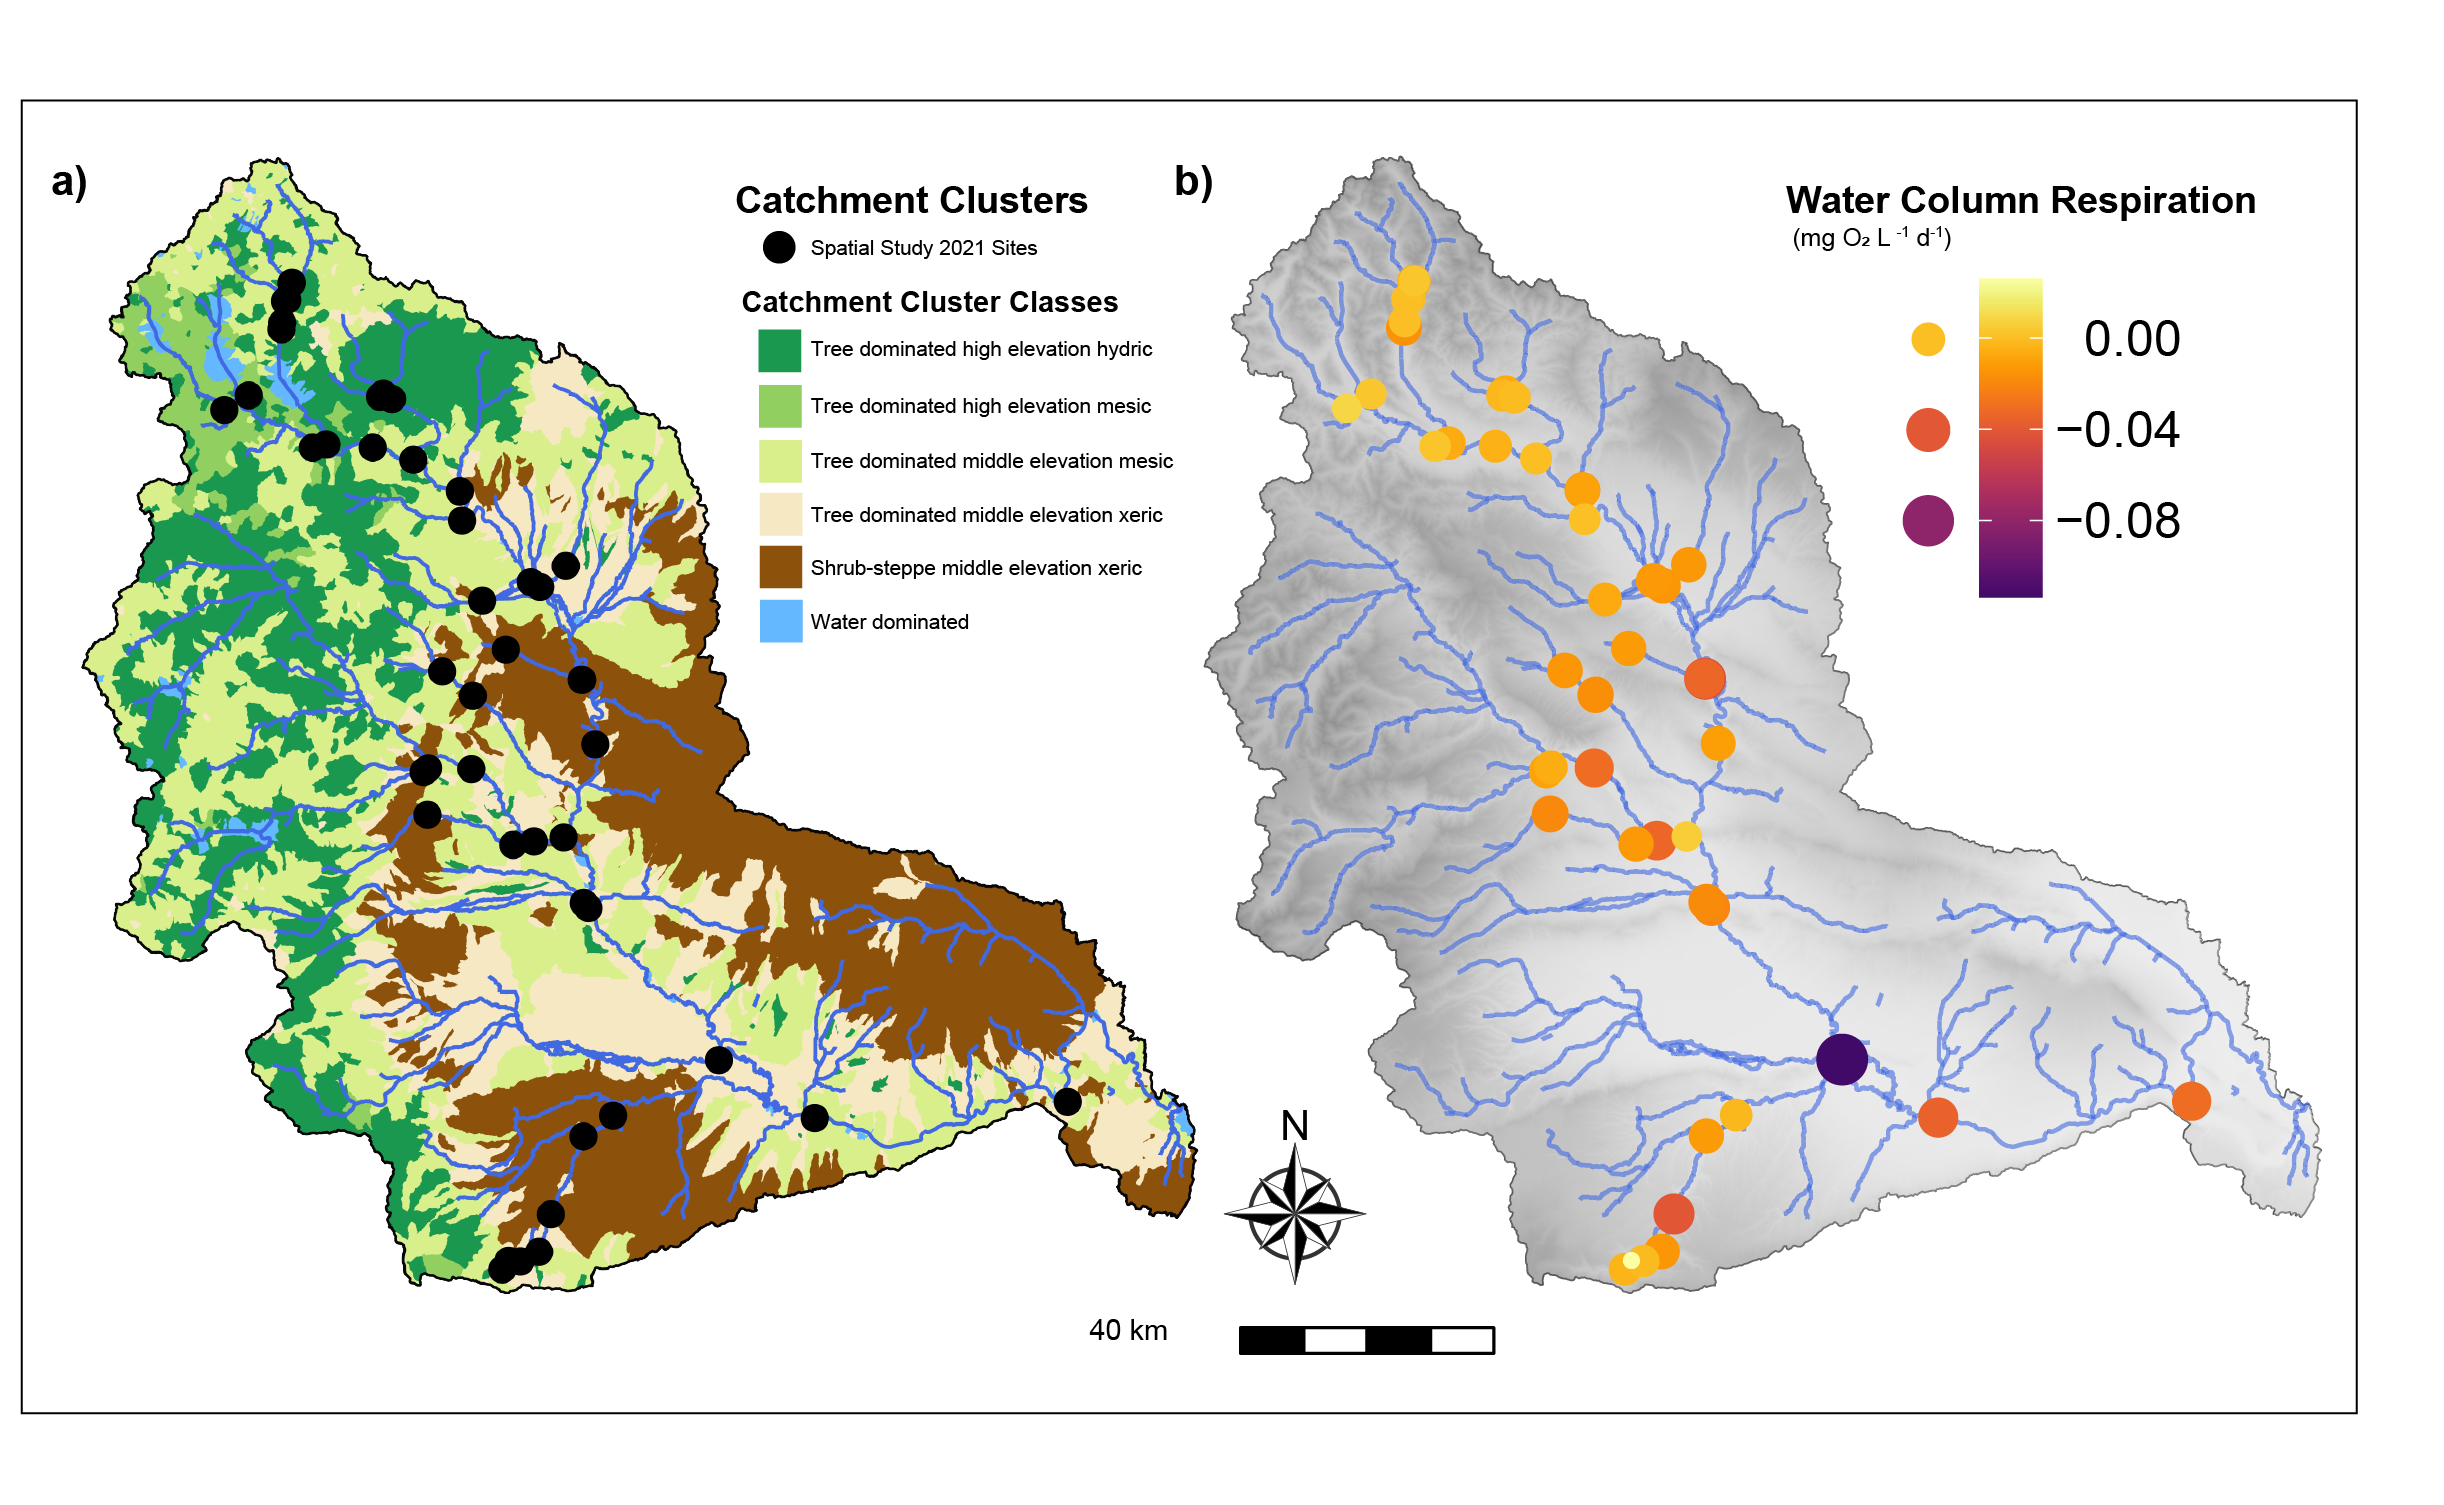 a)
Catchment Clusters
Spatial Study 2021 Sites
Catchment Cluster Classes
Tree dominated high elevation hydric
Tree dominated high elevation mesic
Tree dominated middle elevation mesic
Tree dominated middle elevation xeric
Shrub-steppe middle elevation xeric
Water dominated
b)
Water Column Respiration
(mg O₂ L ⁻¹ d⁻¹)
0.00
−0.04
−0.08
N
40 km